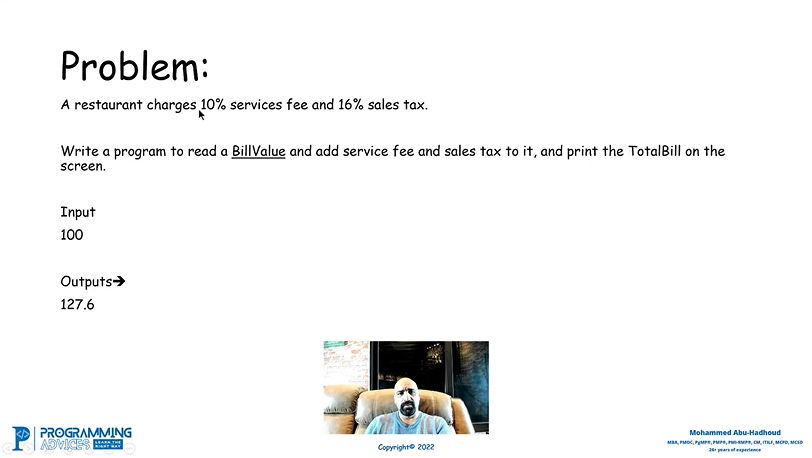 Problem:
A restaurant charges 10% services fee and 16% sales tax.
Write a program to read a BillValue and add service fee and sales tax to it, and print the TotalBill on the
screen.
Input
100
Outputs➔
127.6
PROGRAMMING
ADVICES LEARN THE
RIGHT WAY
Copyright© 2022
Mohammed Abu-Hadhoud
MBA, PMOC, PgMP®, PMP®, PMI-RMP®, CM, ITILF, MCPD, MCSD
26+ years of experience